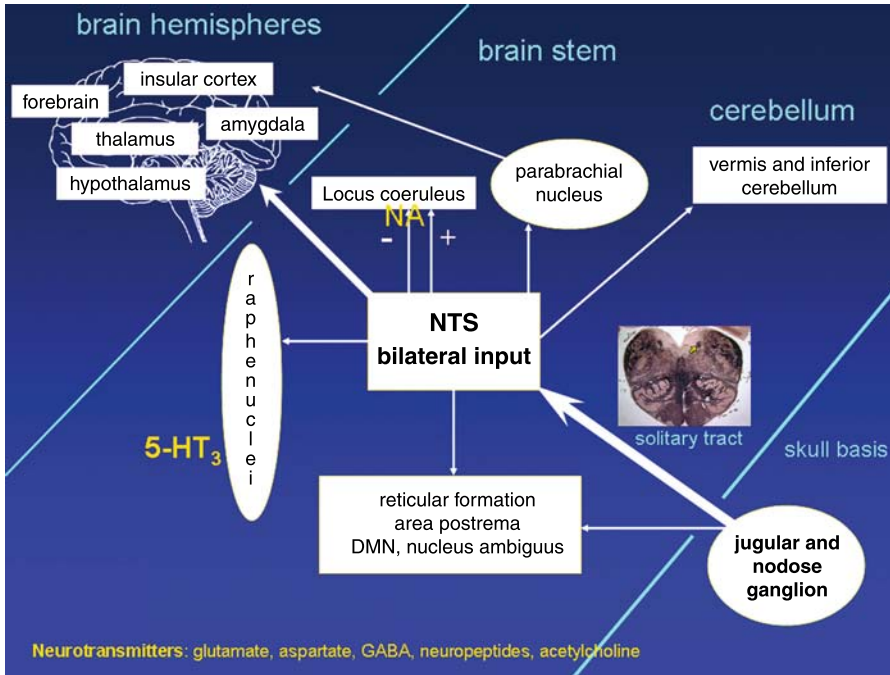 brain hemispheres
brain stem
cerebellum
insular cortex
forebrain
amygdala
thalamus
hypothalamus
Locus coeruleus
NA
- +
parabrachial
nucleus
vermis and inferior
cerebellum
raphenuclei
5-HT3
NTS
bilateral input
solitary tract
skull basis
reticular formation
area postrema
DMN, nucleus ambiguus
jugular and
nodose
ganglion
Neurotransmitters: glutamate, aspartate, GABA, neuropeptides, acetylcholine